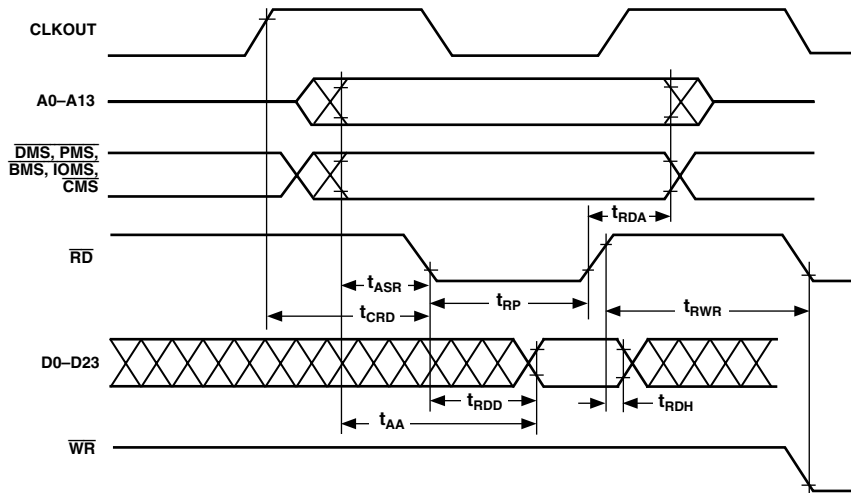 CLKOUT
A0–A13
DMS, PMS,
BMS, IOMS,
CMS
tRDA
RD
tASR
tRP
tCRD
tRWR
D0–D23
tRDD
tRDH
tAA
WR